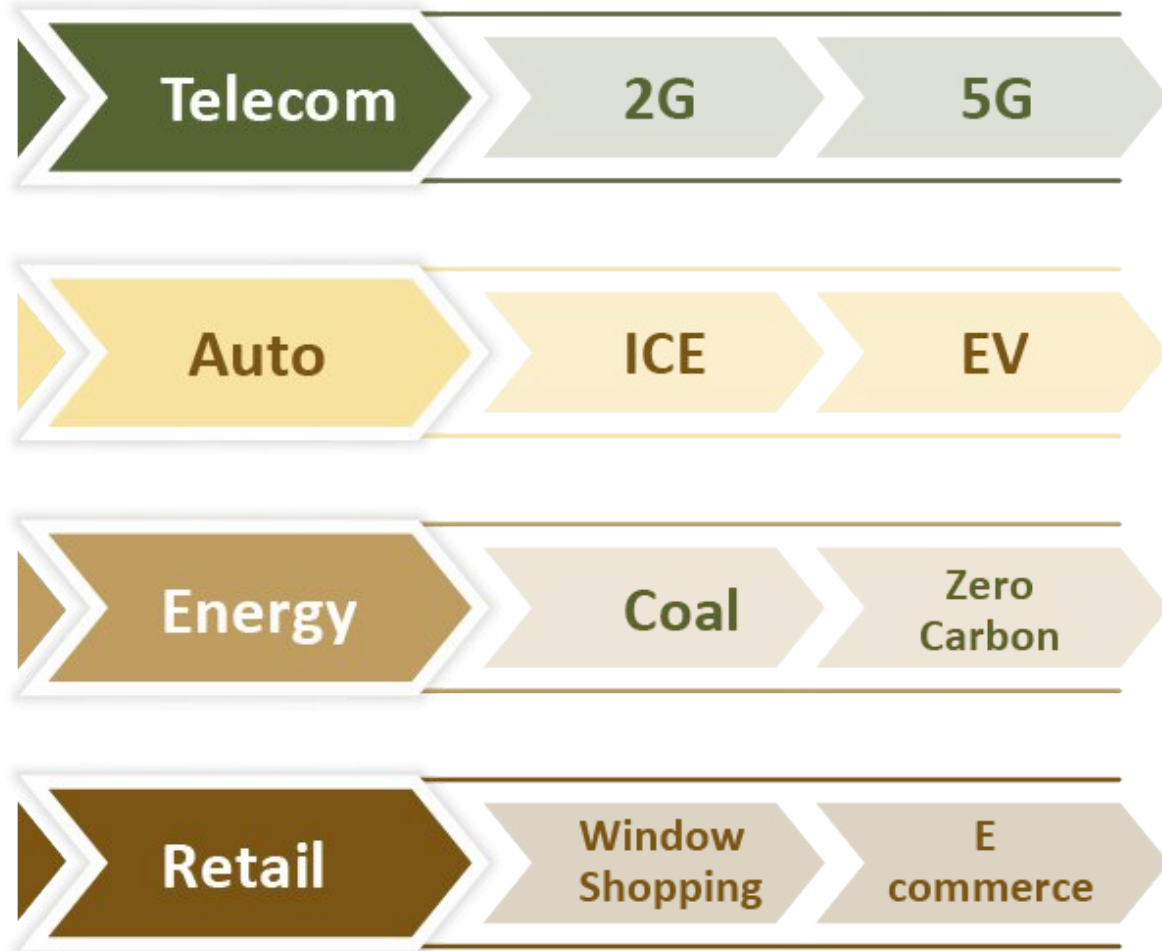 Telecom 2G 5G
Auto ICE EV
Energy Coal Zero
Carbon
Retail Window
Shopping E
commerce